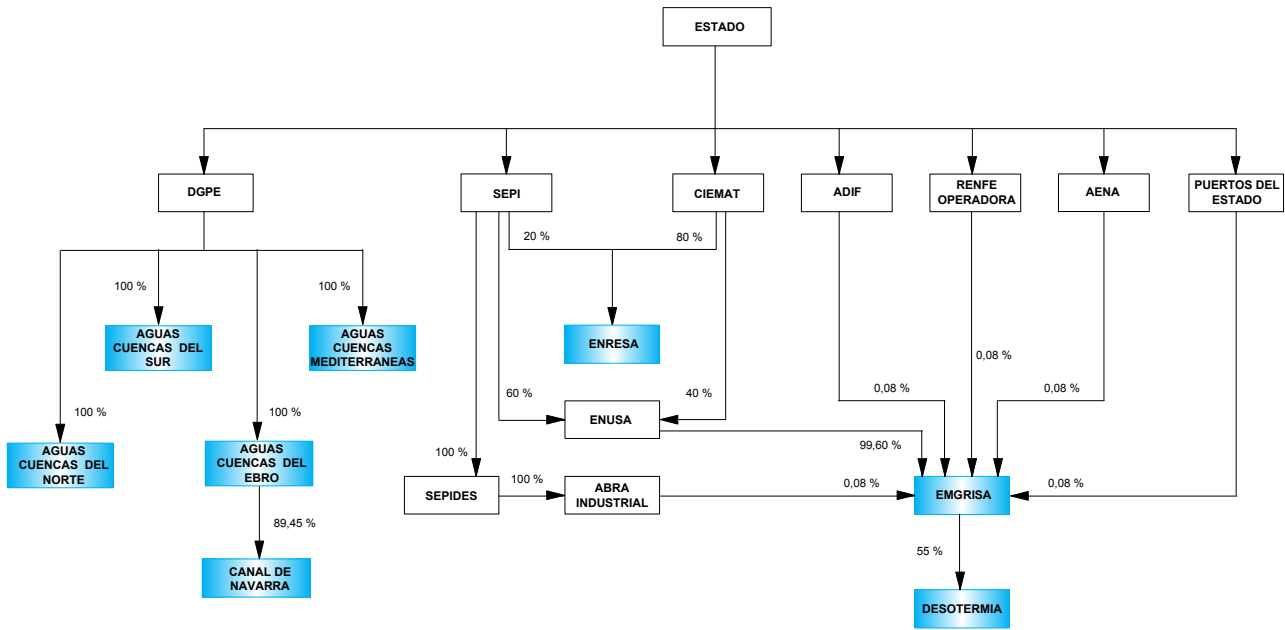 ESTADO
DGPE
SEPI
CIEMAT
ADIF
RENFE
OPERADORA
AENA
PUERTOS DEL
ESTADO
20 %
80 %
100 %
100 %
AGUAS
CUENCAS DEL
SUR
AGUAS
CUENCAS
MEDITERRANEAS
ENRESA
0,08 %
60 %
40 %
0,08 %
0,08 %
100 %
100 %
ENUSA
AGUAS
CUENCAS DEL
NORTE
AGUAS
CUENCAS DEL
EBRO
99,60 %
100 %
100 %
0,08 %
0,08 %
SEPIDES
ABRA
INDUSTRIAL
EMGRISA
89,45 %
55 %
CANAL DE
NAVARRA
DESOTERMIA